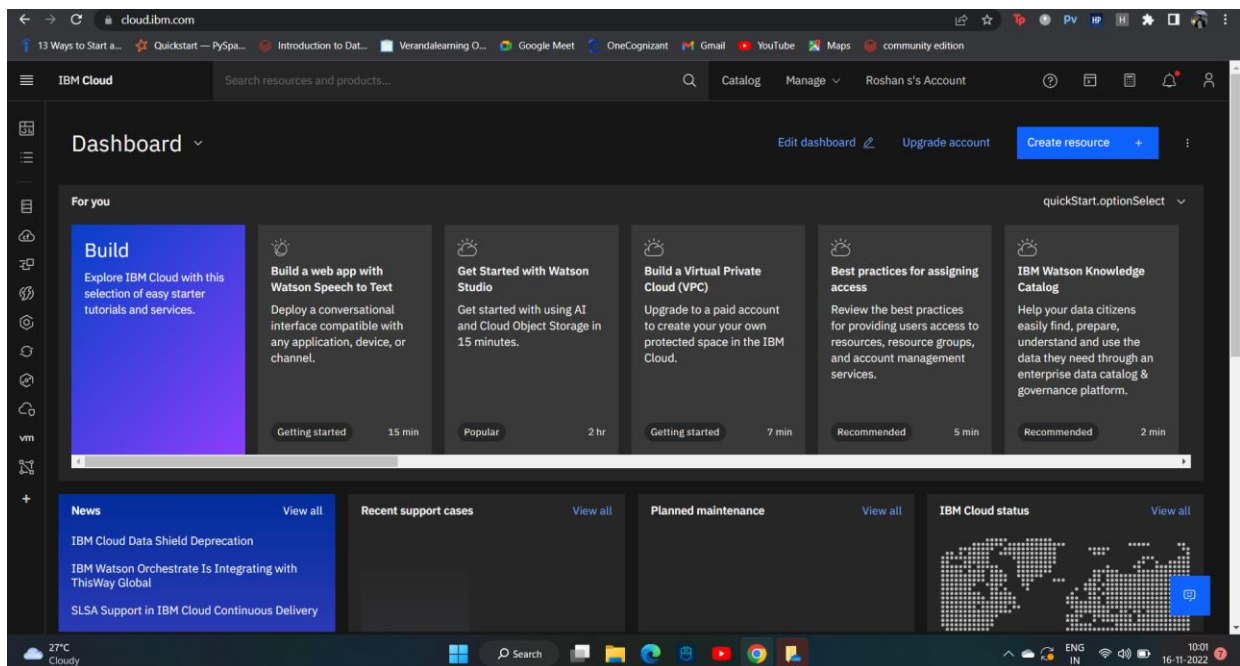 cloud.ibm.com
13 Ways to Start a...
Quickstart — PySpa...
Introduction to Dat...
Verandalearning O...
Google Meet
OneCognizant
Gmail
YouTube
Maps
community edition
IBM Cloud
Search resources and products...
Catalog
Manage
Roshan s's Account
Dashboard
Edit dashboard
Upgrade account
Create resource +
For you
quickStart.optionSelect
Build
Explore IBM Cloud with this
selection of easy starter
tutorials and services.
Build a web app with
Watson Speech to Text
Deploy a conversational
interface compatible with
any application, device, or
channel.
Getting started
15 min
Get Started with Watson
Studio
Get started with using AI
and Cloud Object Storage in
15 minutes.
Popular
2 hr
Build a Virtual Private
Cloud (VPC)
Upgrade to a paid account
to create your your own
protected space in the IBM
Cloud.
Getting started
7 min
Best practices for assigning
access
Review the best practices
for providing users access to
resources, resource groups,
and account management
services.
Recommended
5 min
IBM Watson Knowledge
Catalog
Help your data citizens
easily find, prepare,
understand and use the
data they need through an
enterprise data catalog &
governance platform.
Recommended
2 min
vm
News
View all
IBM Cloud Data Shield Deprecation
IBM Watson Orchestrate Is Integrating with
ThisWay Global
SLSA Support in IBM Cloud Continuous Delivery
Recent support cases
View all
Planned maintenance
View all
IBM Cloud status
View all
27°C
Cloudy
Search
ENG
IN
10:01
16-11-2022
7